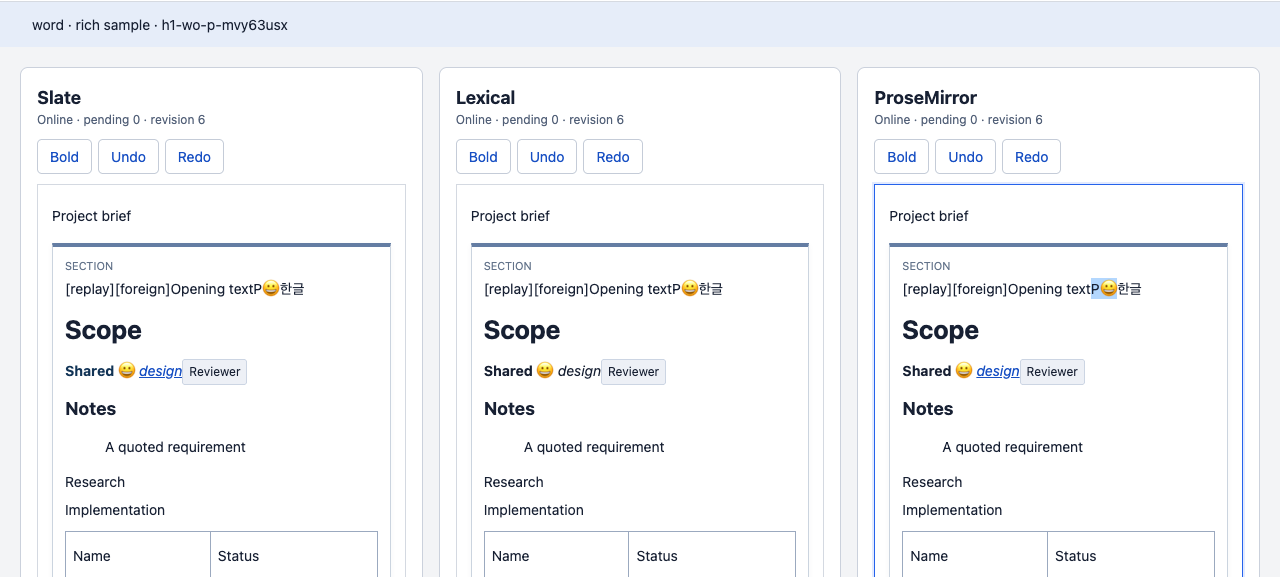 word · rich sample · h1-wo-p-mvy63usx
Slate
Online · pending 0 · revision 6
Bold Undo Redo
Project brief
SECTION
[replay][foreign]Opening textP😀한글
Scope
Shared 😀 design Reviewer
Notes
A quoted requirement
Research
Implementation
Name Status
Lexical
Online · pending 0 · revision 6
Bold Undo Redo
Project brief
SECTION
[replay][foreign]Opening textP😀한글
Scope
Shared 😀 design Reviewer
Notes
A quoted requirement
Research
Implementation
Name Status
ProseMirror
Online · pending 0 · revision 6
Bold Undo Redo
Project brief
SECTION
[replay][foreign]Opening textP😀한글
Scope
Shared 😀 design Reviewer
Notes
A quoted requirement
Research
Implementation
Name Status